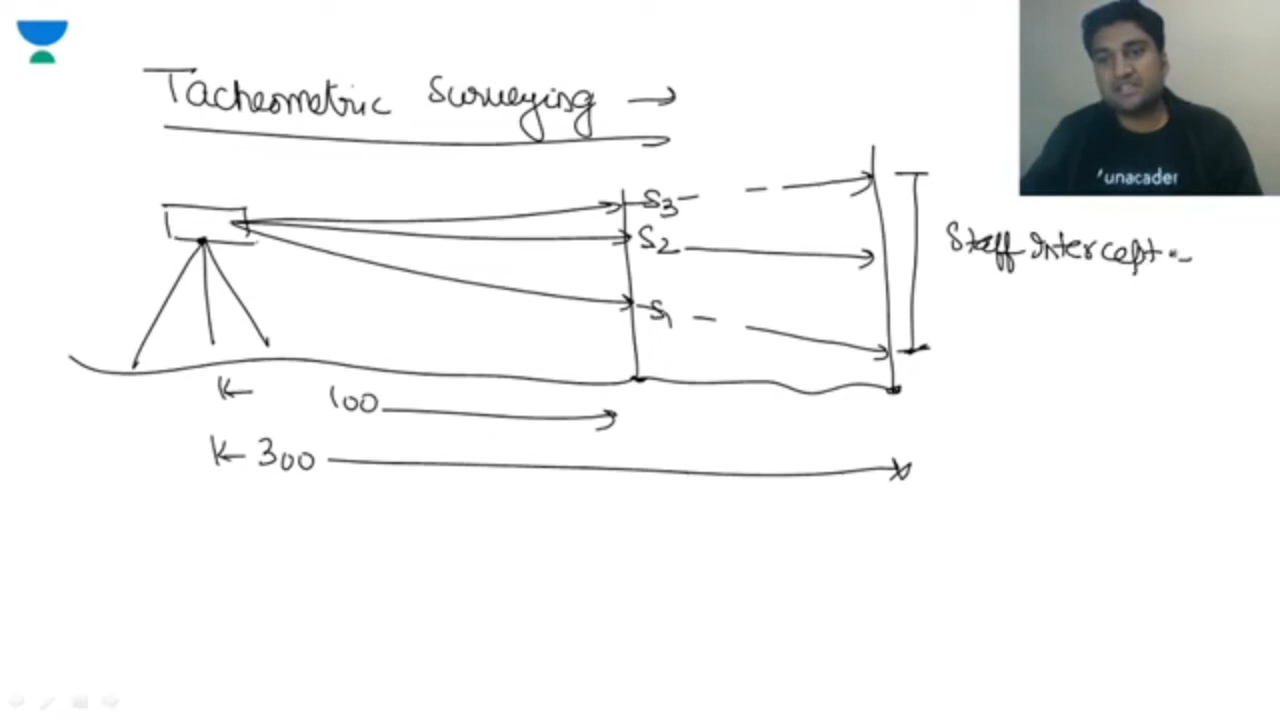 Tacheometric Surveying →
unacader
S3
S2
Staff Intercept
S1
100
300